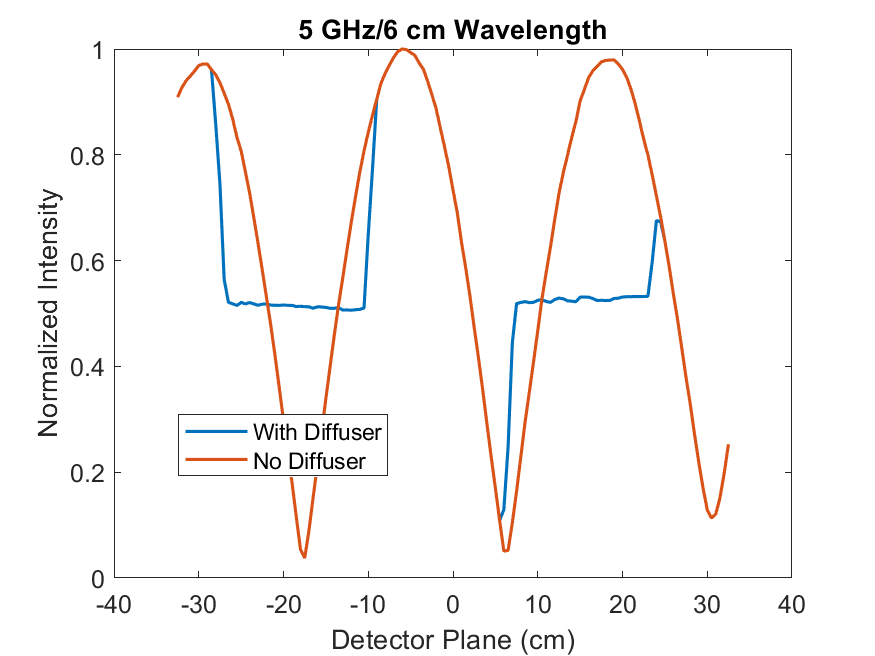 5 GHz/6 cm Wavelength
Normalized Intensity
1
0.8
0.6
0.4
0.2
0
With Diffuser
No Diffuser
-40 -30 -20 -10 0 10 20 30 40
Detector Plane (cm)